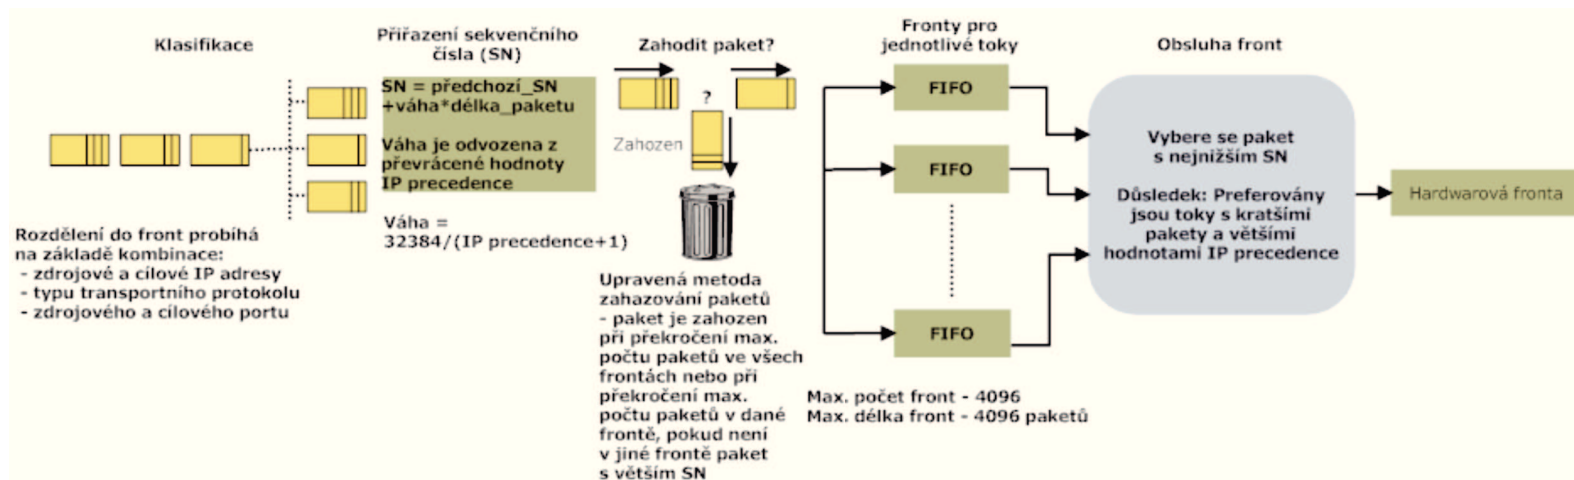 Klasifikace
Rozdělení do front probíhá
na základě kombinace:
- zdrojové a cílové IP adresy
- typu transportního protokolu
- zdrojového a cílového portu
Přiřazení sekvenčního
čísla (SN)
SN = předchozí_SN
+váha*délka_paketu
Váha je odvozena z
převrácené hodnoty
IP precedence
Váha =
32384/(IP precedence+1)
Zahodit paket?
?
Zahozen
Upravená metoda
zahazování paketů
- paket je zahozen
při překročení max.
počtu paketů ve všech
frontách nebo při
překročení max.
počtu paketů v dané
frontě, pokud není
v jiné frontě paket
s větším SN
Fronty pro
jednotlivé toky
FIFO
FIFO
FIFO
Max. počet front - 4096
Max. délka front - 4096 paketů
Obsluha front
Vybere se paket
s nejnižším SN
Důsledek: Preferovány
jsou toky s kratšími
pakety a většími
hodnotami IP precedence
Hardwarová fronta